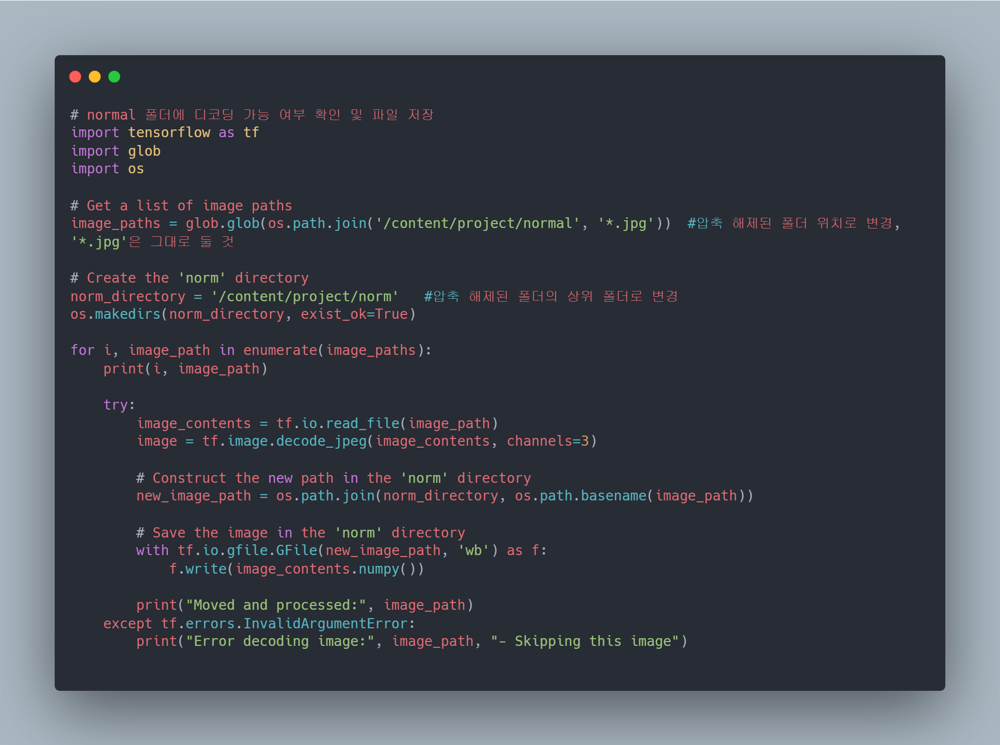 # normal 폴더에 디코딩 가능 여부 확인 및 파일 저장
import tensorflow as tf
import glob
import os
# Get a list of image paths
image_paths = glob.glob(os.path.join('/content/project/normal', '*.jpg'))  #압축 해제된 폴더 위치로 변경,
'*.jpg'은 그대로 둘 것
# Create the 'norm' directory
norm_directory = '/content/project/norm'   #압축 해제된 폴더의 상위 폴더로 변경
os.makedirs(norm_directory, exist_ok=True)
for i, image_path in enumerate(image_paths):
    print(i, image_path)
    try:
        image_contents = tf.io.read_file(image_path)
        image = tf.image.decode_jpeg(image_contents, channels=3)
        # Construct the new path in the 'norm' directory
        new_image_path = os.path.join(norm_directory, os.path.basename(image_path))
        # Save the image in the 'norm' directory
        with tf.io.gfile.GFile(new_image_path, 'wb') as f:
            f.write(image_contents.numpy())
        print("Moved and processed:", image_path)
    except tf.errors.InvalidArgumentError:
        print("Error decoding image:", image_path, "- Skipping this image")